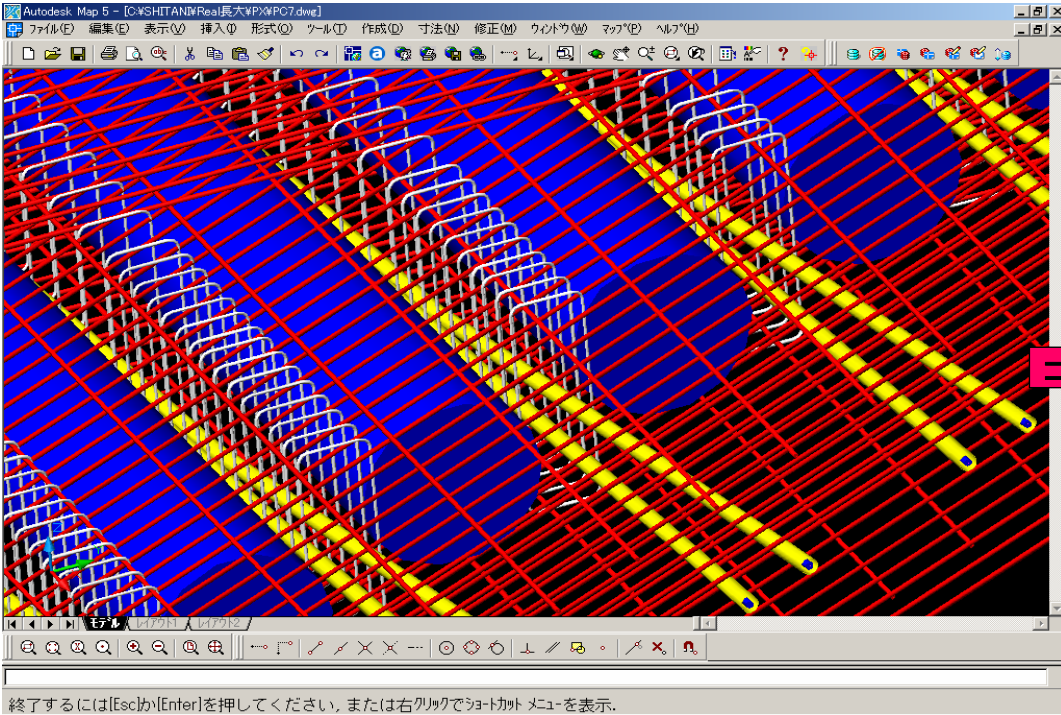 Autodesk Map 5 - [C:¥SHITANI¥Real長大¥PX¥PC7.dwg]
ファイル(F) 編集(E) 表示(V) 挿入(I) 形式(O) ツール(T) 作成(D) 寸法(N) 修正(M) ウィンドウ(W) マップ(P) ヘルプ(H)
モデル レイアウト1 レイアウト2
終了するには[Esc]か[Enter]を押してください, または右クリックでショートカット メニューを表示.